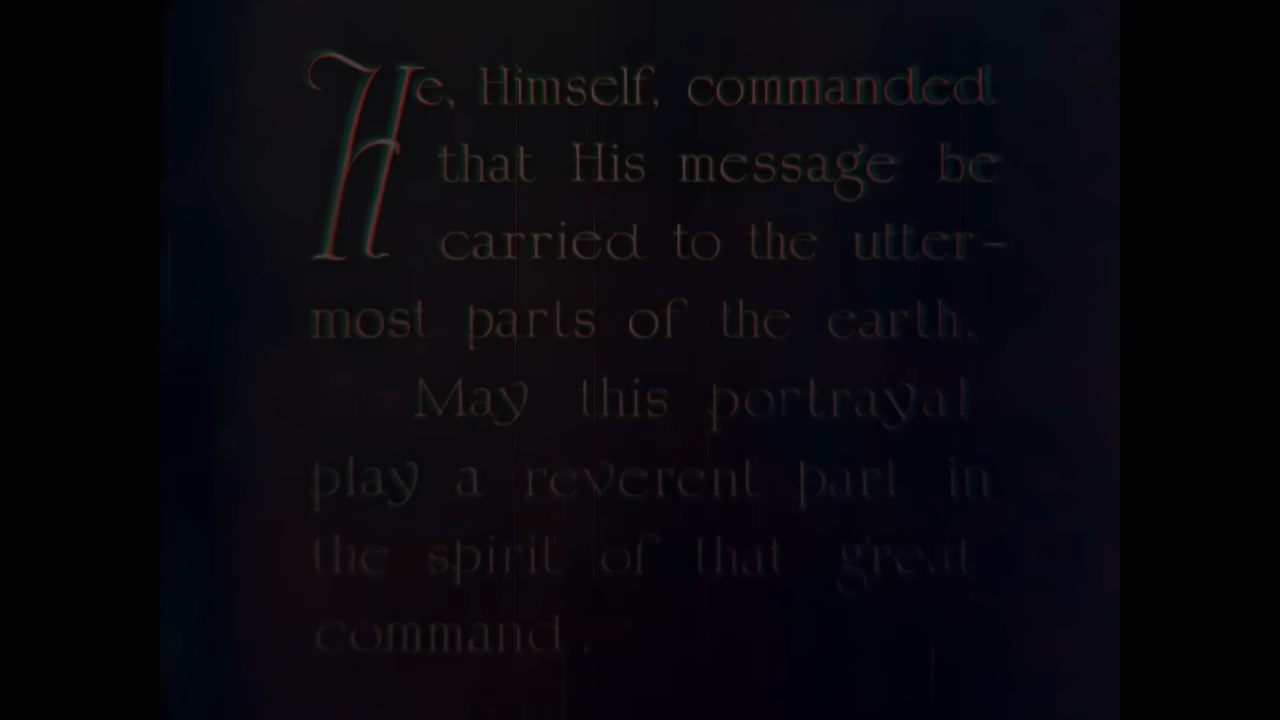 He, Himself, commanded
that His message be
carried to the utter-
most parts of the earth.
May this portrayal
play a reverent part in
the spirit of that great
command.